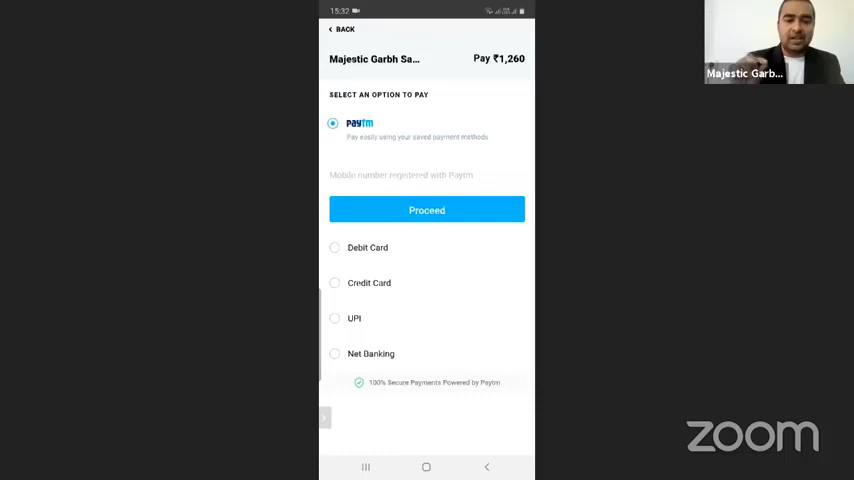 15:32
BACK
Majestic Garbh Sa... Pay ₹1,260
SELECT AN OPTION TO PAY
paytm
Pay easily using your saved payment methods
Mobile number registered with Paytm
Proceed
Debit Card
Credit Card
UPI
Net Banking
100% Secure Payments Powered by Paytm
Majestic Garb...
zoom